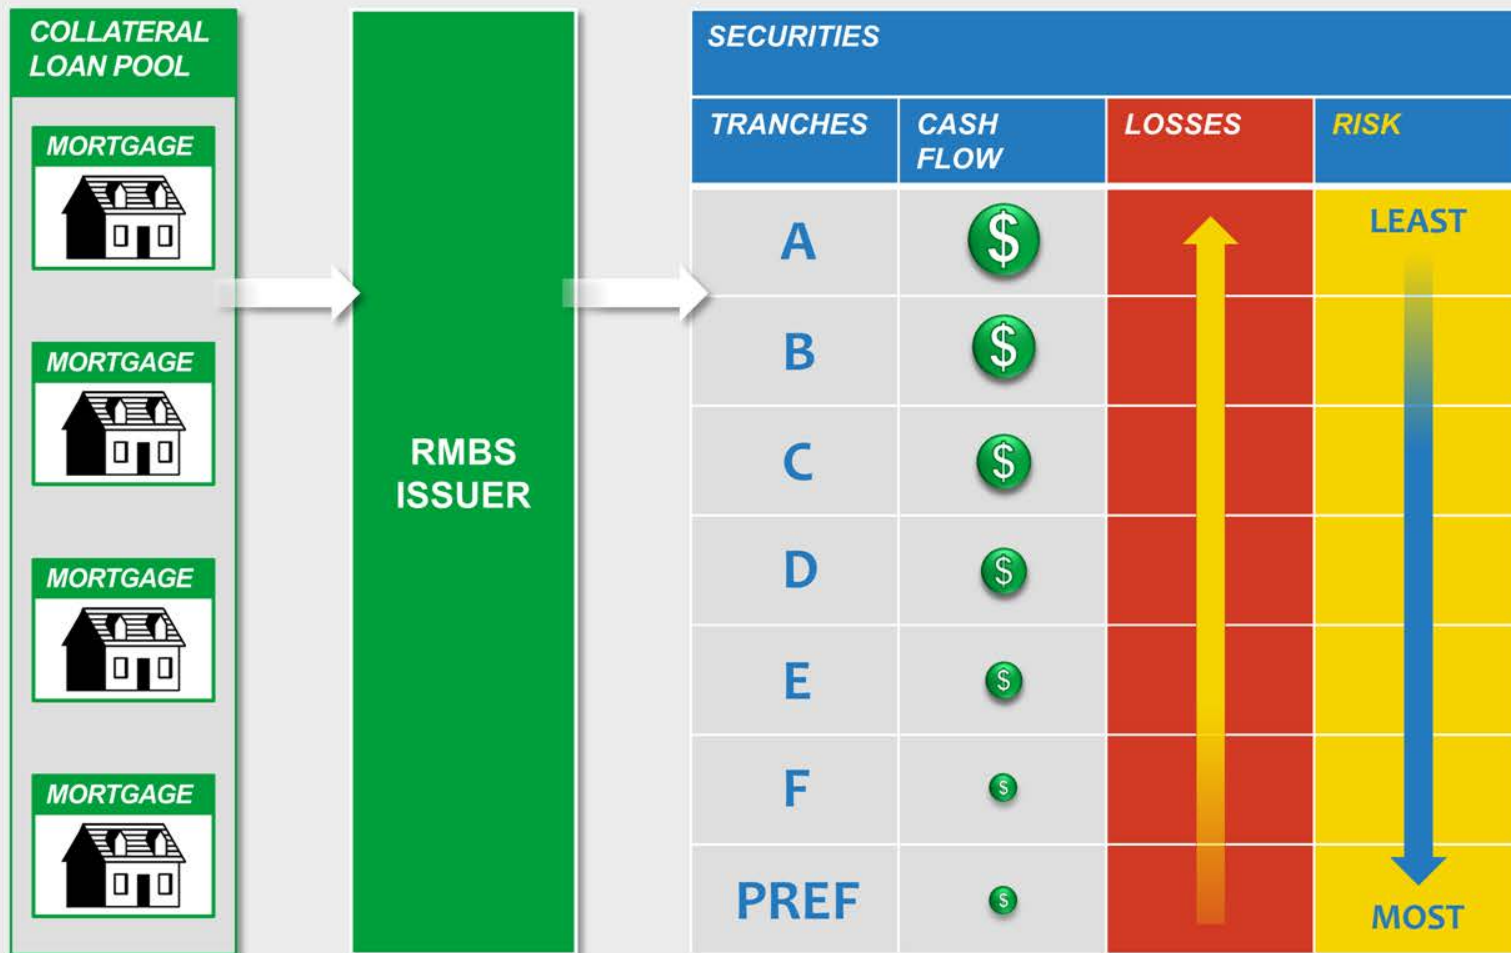 COLLATERAL
LOAN POOL
MORTGAGE
MORTGAGE
MORTGAGE
MORTGAGE
RMBS
ISSUER
SECURITIES
TRANCHES
CASH
FLOW
LOSSES
RISK
A
$
LEAST
B
$
C
$
D
$
E
$
F
$
PREF
$
MOST